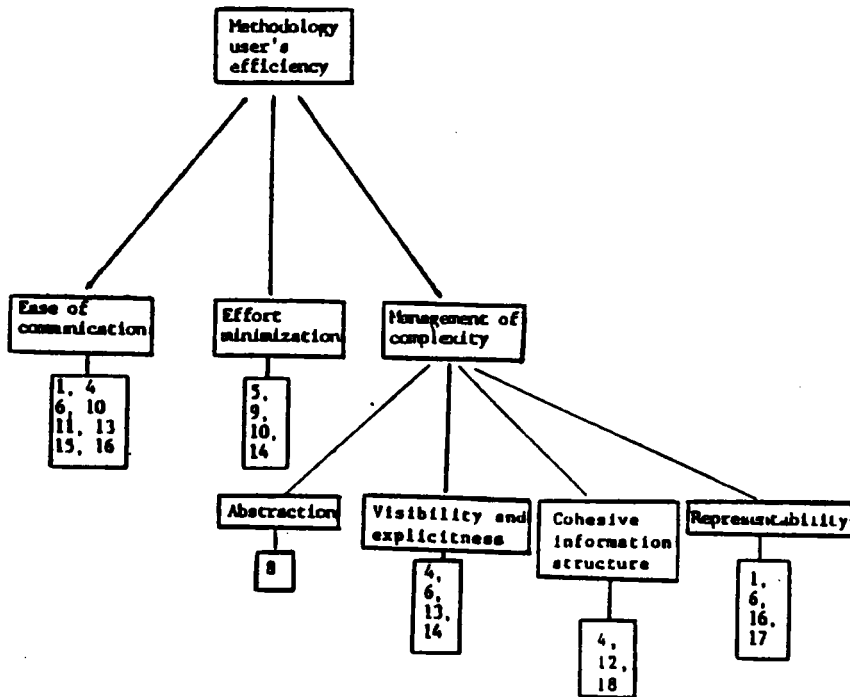 Methodology
user's
efficiency
Ease of
communication
Effort
minimization
Management of
complexity
1, 4
6, 10
11, 13
15, 16
5,
9,
10,
14
Abstraction
Visibility and
explicitness
Cohesive
information
structure
Representability
8
4,
6,
13,
14
4,
12,
18
1,
6,
16,
17